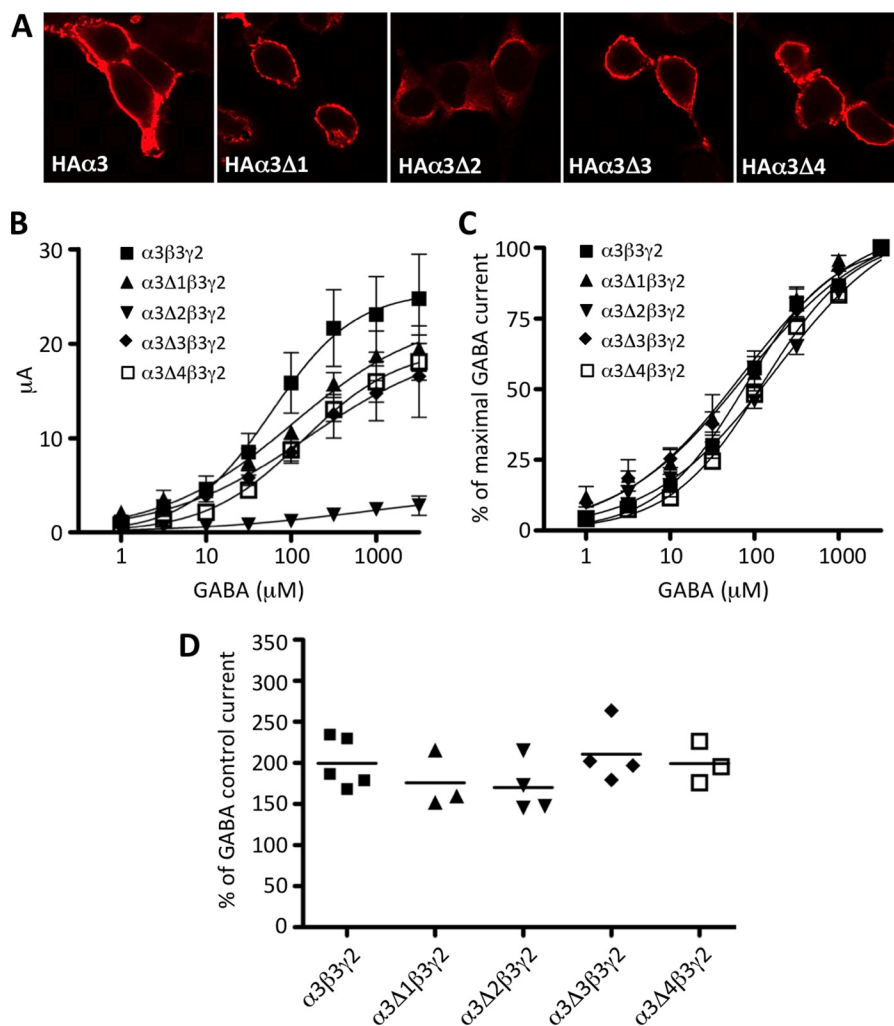 A
HAα3 HAα3Δ1 HAα3Δ2 HAα3Δ3 HAα3Δ4
B
μA
30
20
10
0
α3β3γ2
α3Δ1β3γ2
α3Δ2β3γ2
α3Δ3β3γ2
α3Δ4β3γ2
1 10 100 1000
GABA (μM)
C
% of maximal GABA current
100
75
50
25
0
α3β3γ2
α3Δ1β3γ2
α3Δ2β3γ2
α3Δ3β3γ2
α3Δ4β3γ2
1 10 100 1000
GABA (μM)
D
% of GABA control current
350
300
250
200
150
100
50
0
α3β3γ2
α3Δ1β3γ2
α3Δ2β3γ2
α3Δ3β3γ2
α3Δ4β3γ2